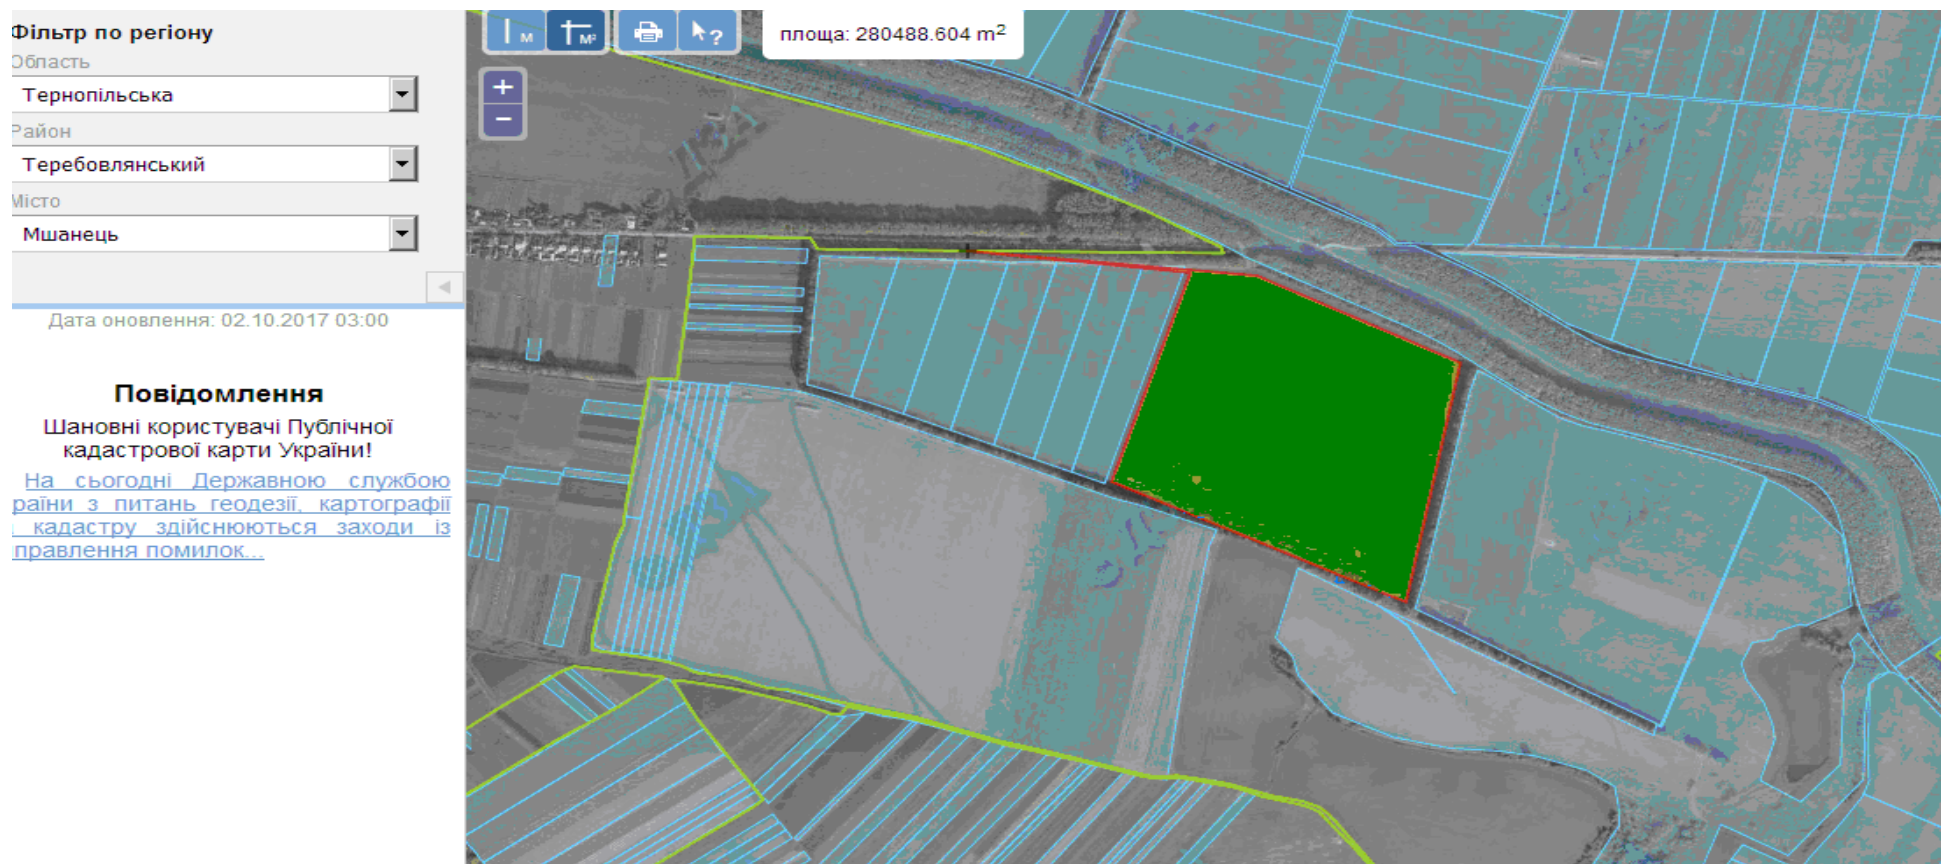 Фільтр по регіону
Область
Тернопільська
Район
Теребовлянський
Місто
Мшанець
Дата оновлення: 02.10.2017 03:00
Повідомлення
Шановні користувачі Публічної
кадастрової карти України!
На сьогодні Державною службою
раїни з питань геодезії, картографії
кадастру здійснюються заходи із
правлення помилок...
М
М²
?
площа: 280488.604 m²
+
−